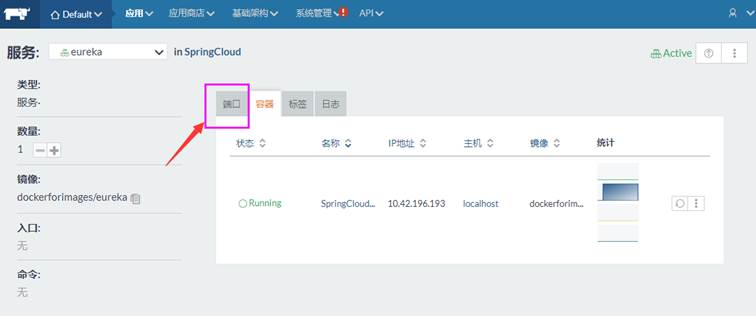 Default 应用 应用商店 基础架构 系统管理 API
服务: eureka in SpringCloud Active
类型:
服务
数量:
1
镜像:
dockerforimages/eureka
入口:
无
命令:
无
端口 容器 标签 日志
状态 名称 IP地址 主机 镜像 统计
Running SpringCloud... 10.42.196.193 localhost dockerforim...